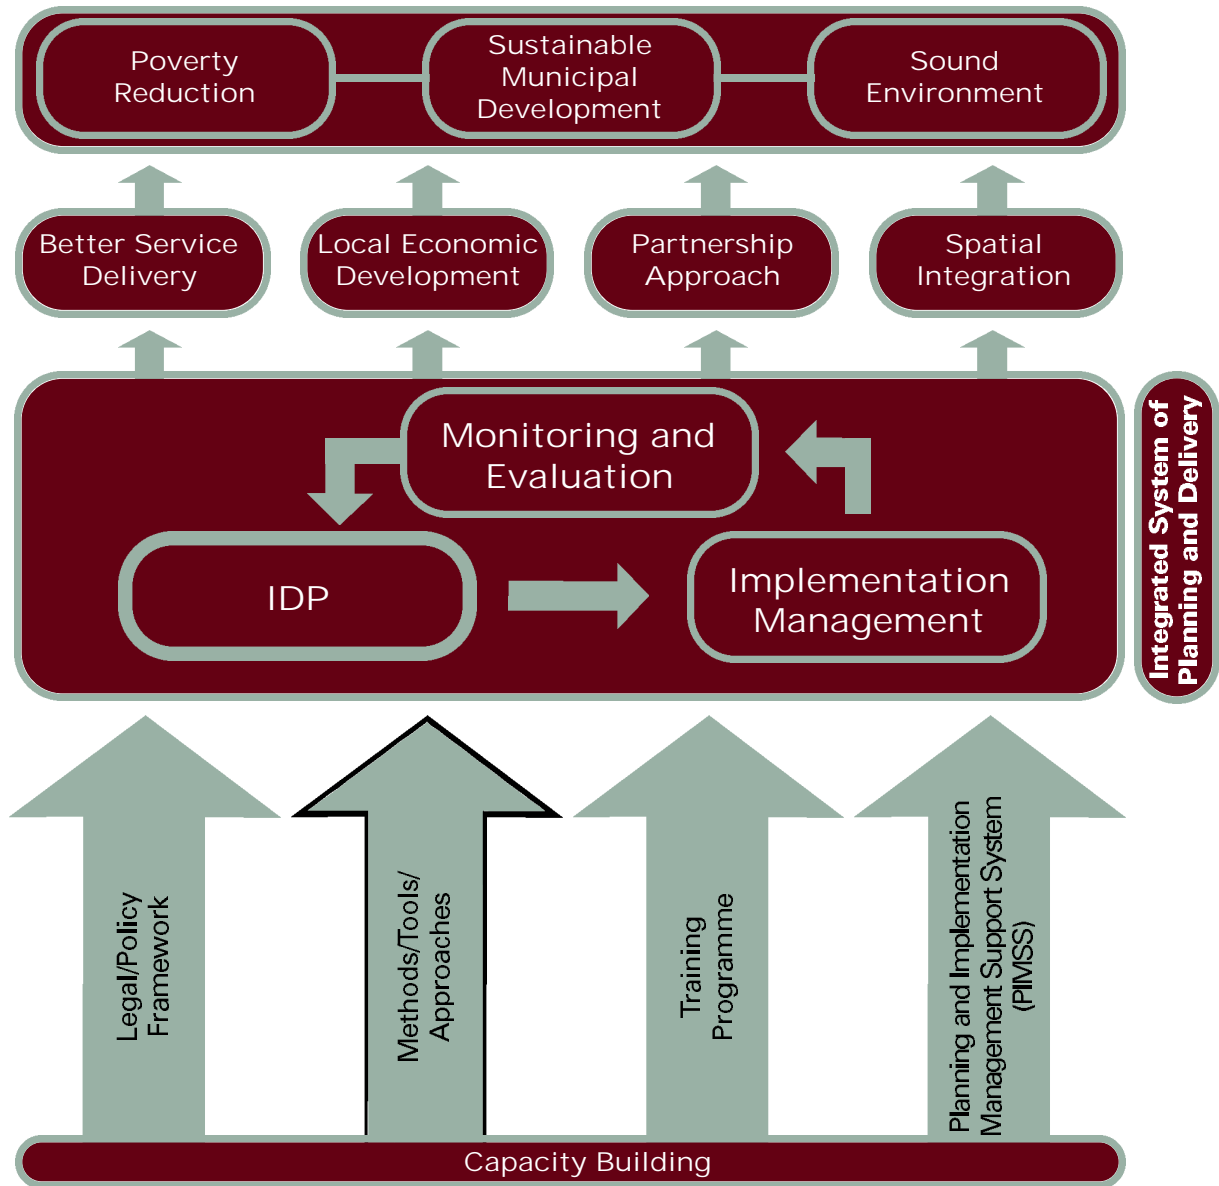 Poverty
Reduction
Sustainable
Municipal
Development
Sound
Environment
Better Service
Delivery
Local Economic
Development
Partnership
Approach
Spatial
Integration
Monitoring and
Evaluation
IDP
Implementation
Management
Integrated System of
Planning and Delivery
Legal/Policy
Framework
Methods/Tools/
Approaches
Training
Programme
Planning and Implementation
Management Support System
(PIMSS)
Capacity Building